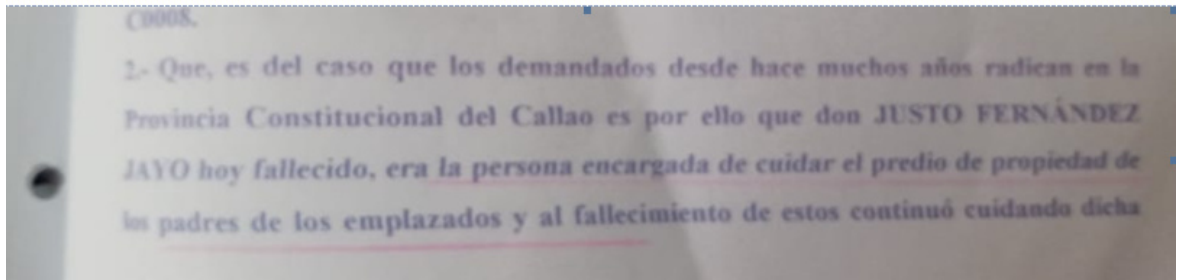 C0008.
2.- Que, es del caso que los demandados desde hace muchos años radican en la
Provincia Constitucional del Callao es por ello que don JUSTO FERNÁNDEZ
JAYO hoy fallecido, era la persona encargada de cuidar el predio de propiedad de
los padres de los emplazados y al fallecimiento de estos continuó cuidando dicha